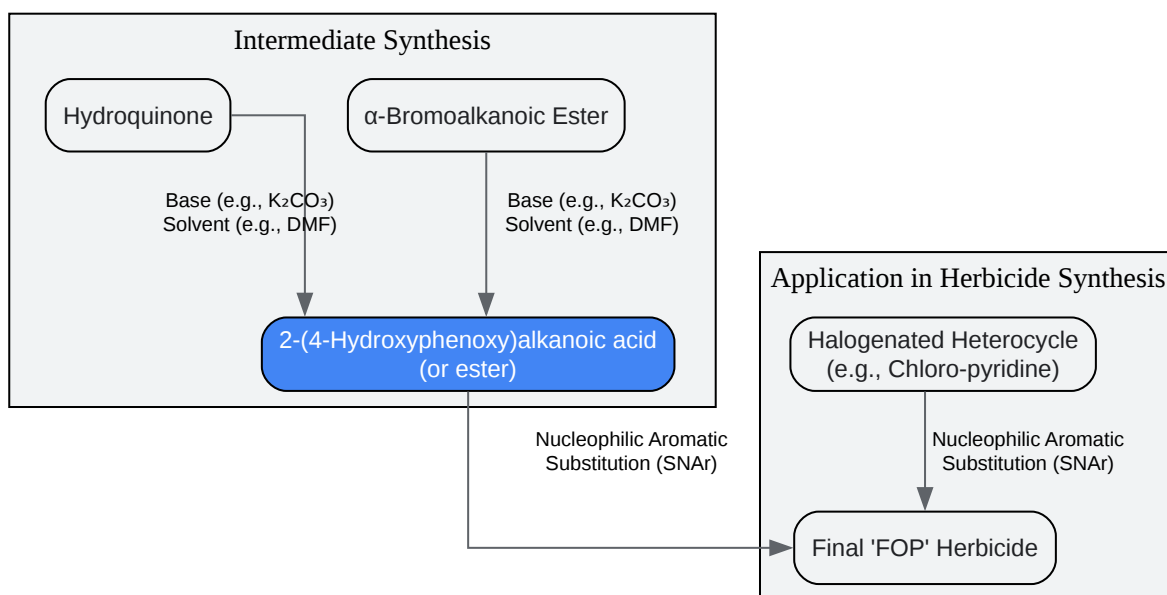 Intermediate Synthesis
Hydroquinone
α-Bromoalkanoic Ester
Base (e.g., K₂CO₃)
Solvent (e.g., DMF)
Base (e.g., K₂CO₃)
Solvent (e.g., DMF)
2-(4-Hydroxyphenoxy)alkanoic acid
(or ester)
Application in Herbicide Synthesis
Halogenated Heterocycle
(e.g., Chloro-pyridine)
Nucleophilic Aromatic
Substitution (SNAr)
Nucleophilic Aromatic
Substitution (SNAr)
Final 'FOP' Herbicide